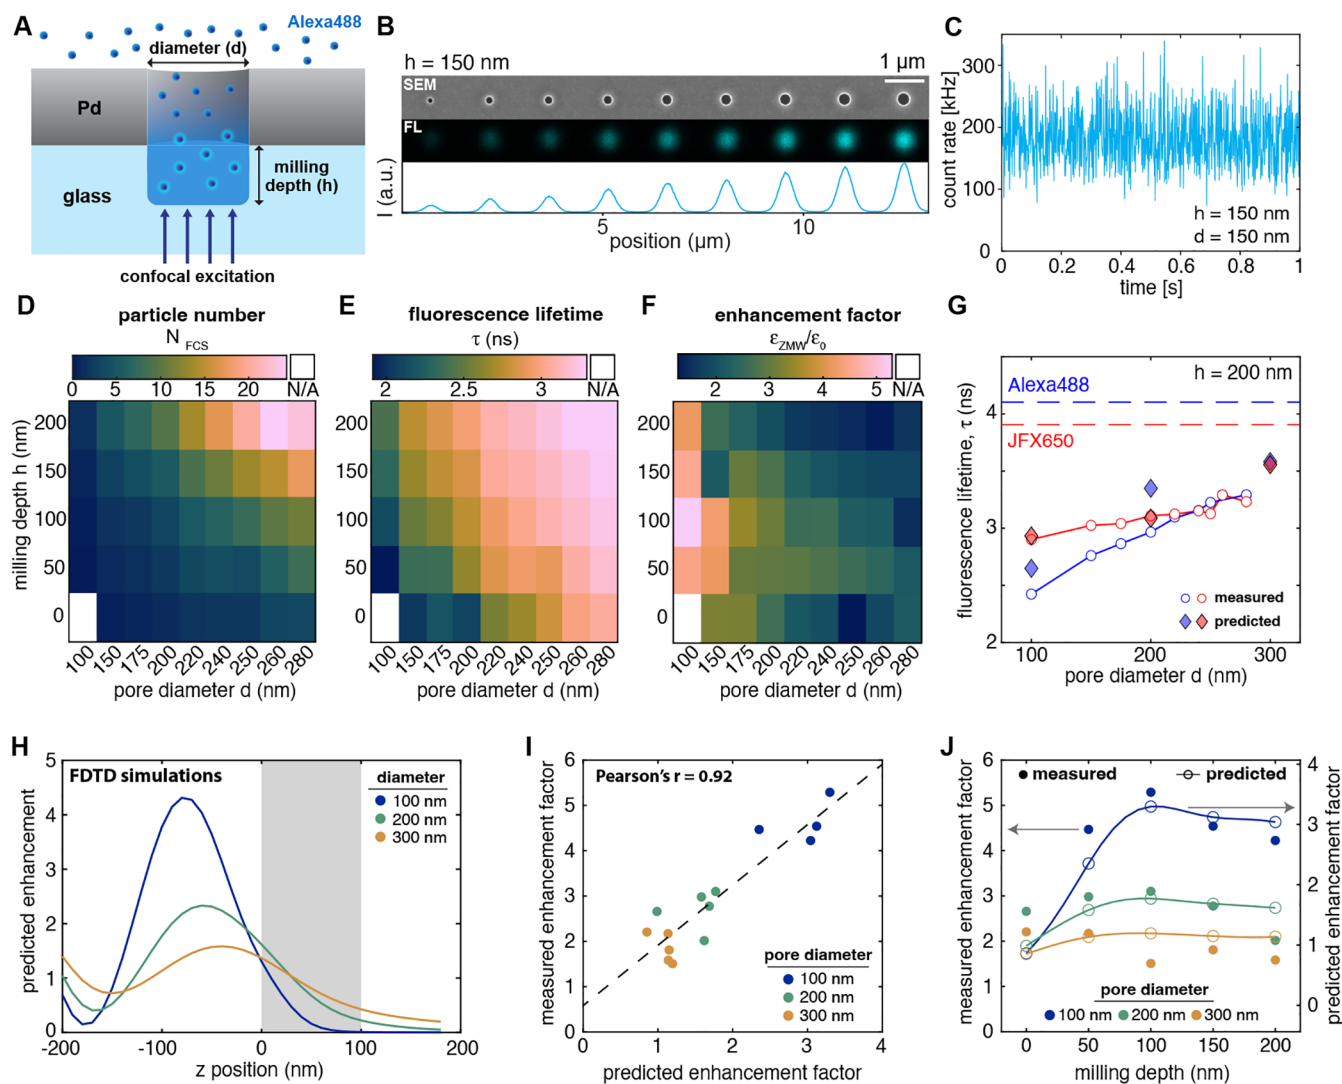 A
Alexa488
diameter (d)
Pd
glass
milling
depth (h)
confocal excitation
B
h = 150 nm
1 μm
SEM
FL
I (a.u.)
5
10
position (μm)
C
count rate [kHz]
300
200
100
0
h = 150 nm
d = 150 nm
0
0.2
0.4
0.6
0.8
1
time [s]
D
particle number
N FCS
0
5
10
15
20
N/A
milling depth h (nm)
200
150
100
50
0
100
150
175
200
220
240
250
260
280
pore diameter d (nm)
E
fluorescence lifetime
τ (ns)
2
2.5
3
N/A
200
150
100
50
0
100
150
175
200
220
240
250
260
280
pore diameter d (nm)
F
enhancement factor
εZMW/ε0
2
3
4
5
N/A
100
150
175
200
220
240
250
260
280
pore diameter d (nm)
G
h = 200 nm
Alexa488
JFX650
fluorescence lifetime, τ (ns)
4
3
2
measured
predicted
100
200
300
pore diameter d (nm)
H
FDTD simulations
diameter
100 nm
200 nm
300 nm
predicted enhancement
5
4
3
2
1
0
-200
-100
0
100
200
z position (nm)
I
Pearson's r = 0.92
measured enhancement factor
6
5
4
3
2
1
0
pore diameter
100 nm
200 nm
300 nm
0
1
2
3
4
predicted enhancement factor
J
measured
predicted
measured enhancement factor
6
5
4
3
2
1
0
predicted enhancement factor
4
3
2
1
0
pore diameter
100 nm
200 nm
300 nm
0
50
100
150
200
milling depth (nm)